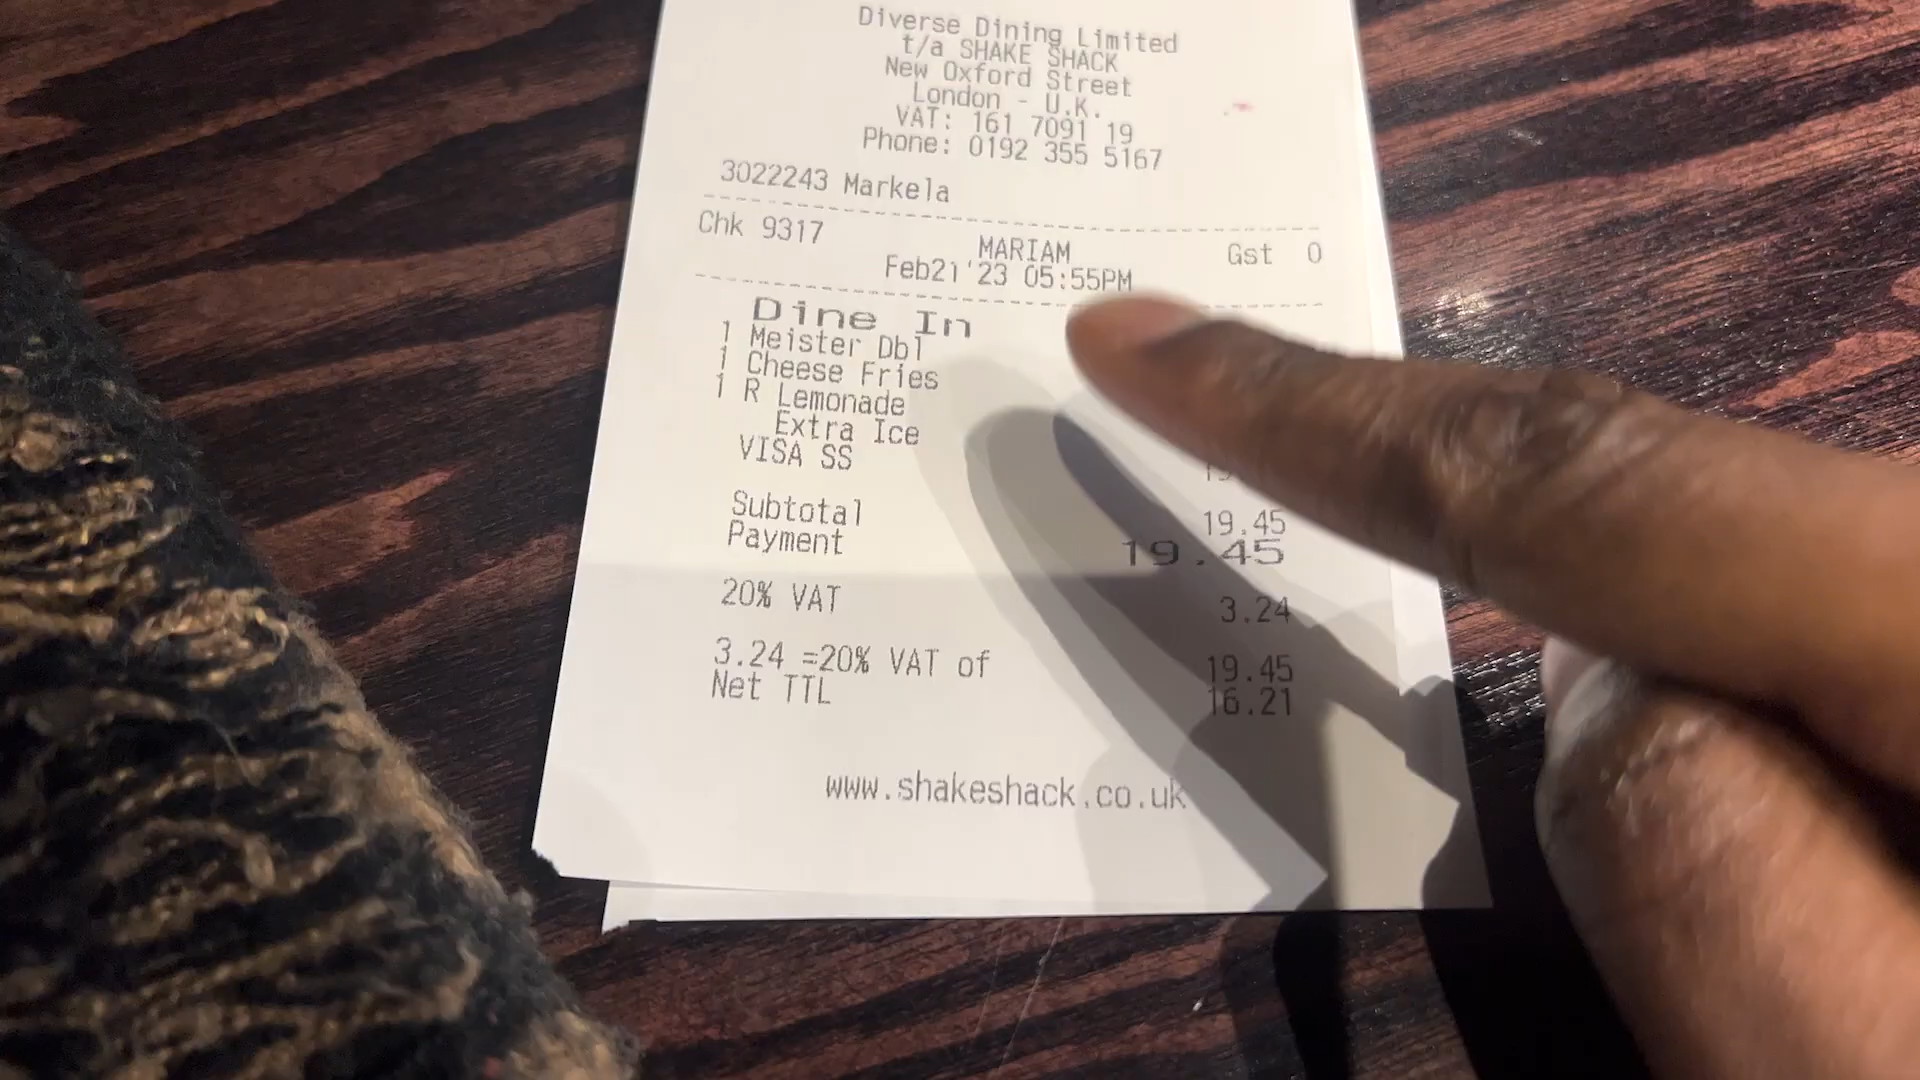 Diverse Dining Limited
t/a SHAKE SHACK
New Oxford Street
London - U.K.
VAT: 161 7091 19
Phone: 0192 355 5167
3022243 Markela
Chk 9317 MARIAM Gst 0
Feb21'23 05:55PM
Dine In
1 Meister Dbl
1 Cheese Fries
1 R Lemonade
Extra Ice
VISA SS
Subtotal 19.45
Payment 19.45
20% VAT 3.24
3.24 =20% VAT of 19.45
Net TTL 16.21
www.shakeshack.co.uk